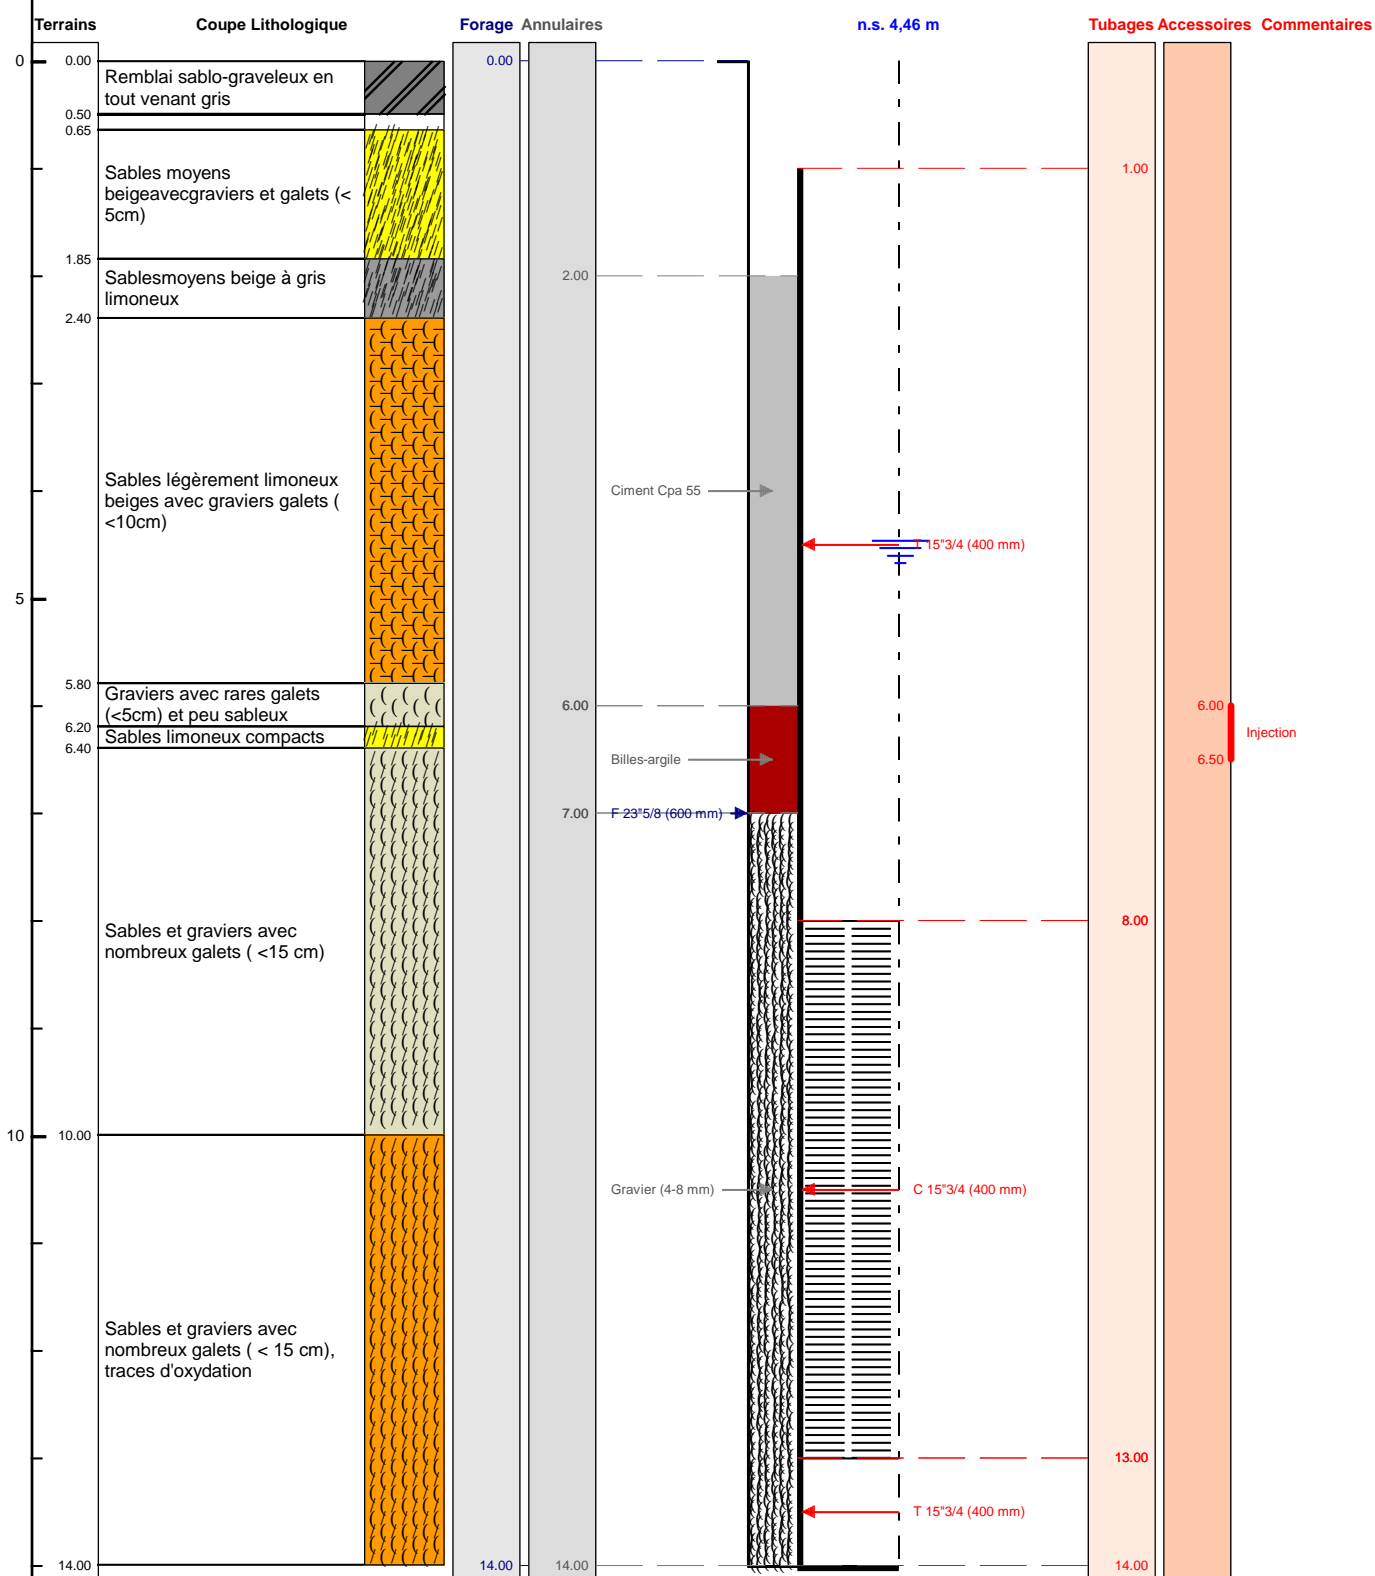 Terrains Coupe Lithologique Forage Annulaires n.s. 4,46 m Tubages Accessoires Commentaires
0 0.00 0.00
Remblai sablo-graveleux en
tout venant gris
0.50
0.65
Sables moyens
beigeavecgraviers et galets (<
5cm)
1.00
1.85
Sablesmoyens beige à gris
limoneux
2.00
2.40
Sables légèrement limoneux
beiges avec graviers galets (
<10cm)
Ciment Cpa 55
T 15"3/4 (400 mm)
5
5.80
Graviers avec rares galets
(<5cm) et peu sableux
6.00 6.00
6.20
Sables limoneux compacts
Injection
6.40
Billes-argile
6.50
7.00 F 23"5/8 (600 mm)
8.00
Sables et graviers avec
nombreux galets ( <15 cm)
10 10.00
Gravier (4-8 mm) C 15"3/4 (400 mm)
Sables et graviers avec
nombreux galets ( < 15 cm),
traces d'oxydation
13.00
T 15"3/4 (400 mm)
14.00 14.00 14.00 14.00